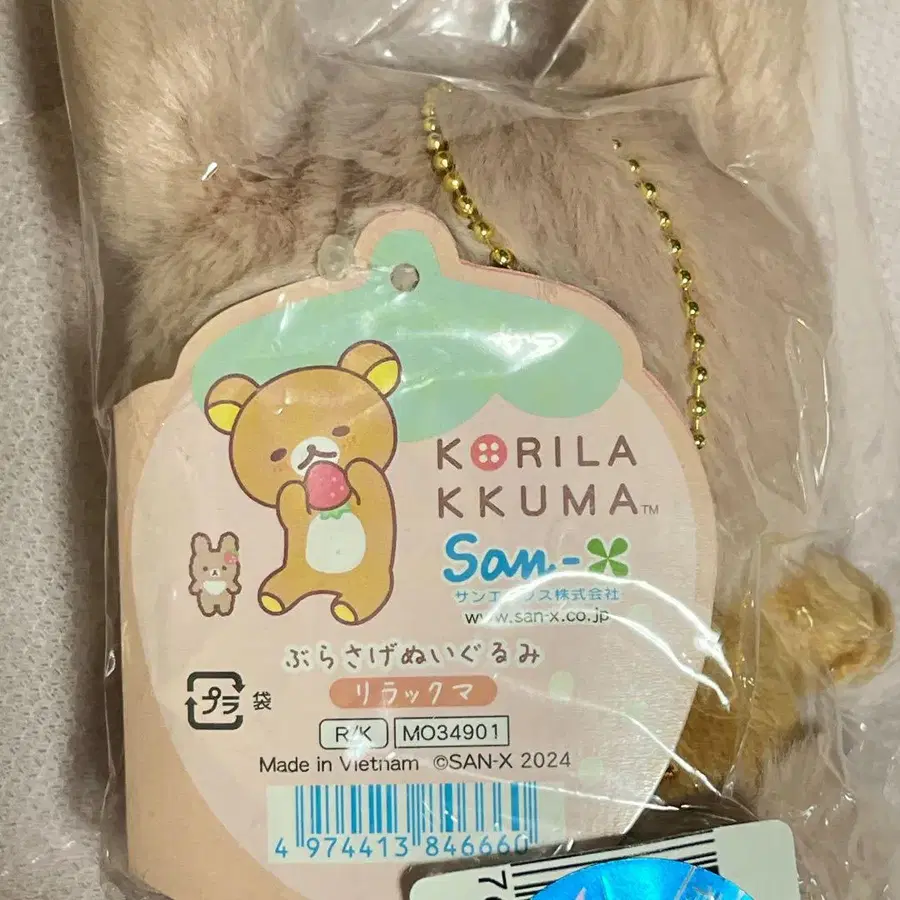 KORILA
KKUMA™
San-X
サンエックス株式会社
www.san-x.co.jp
ぶらさげぬいぐるみ
リラックマ
プラ 袋
R/K MO34901
Made in Vietnam ©SAN-X 2024
4 974413 846660